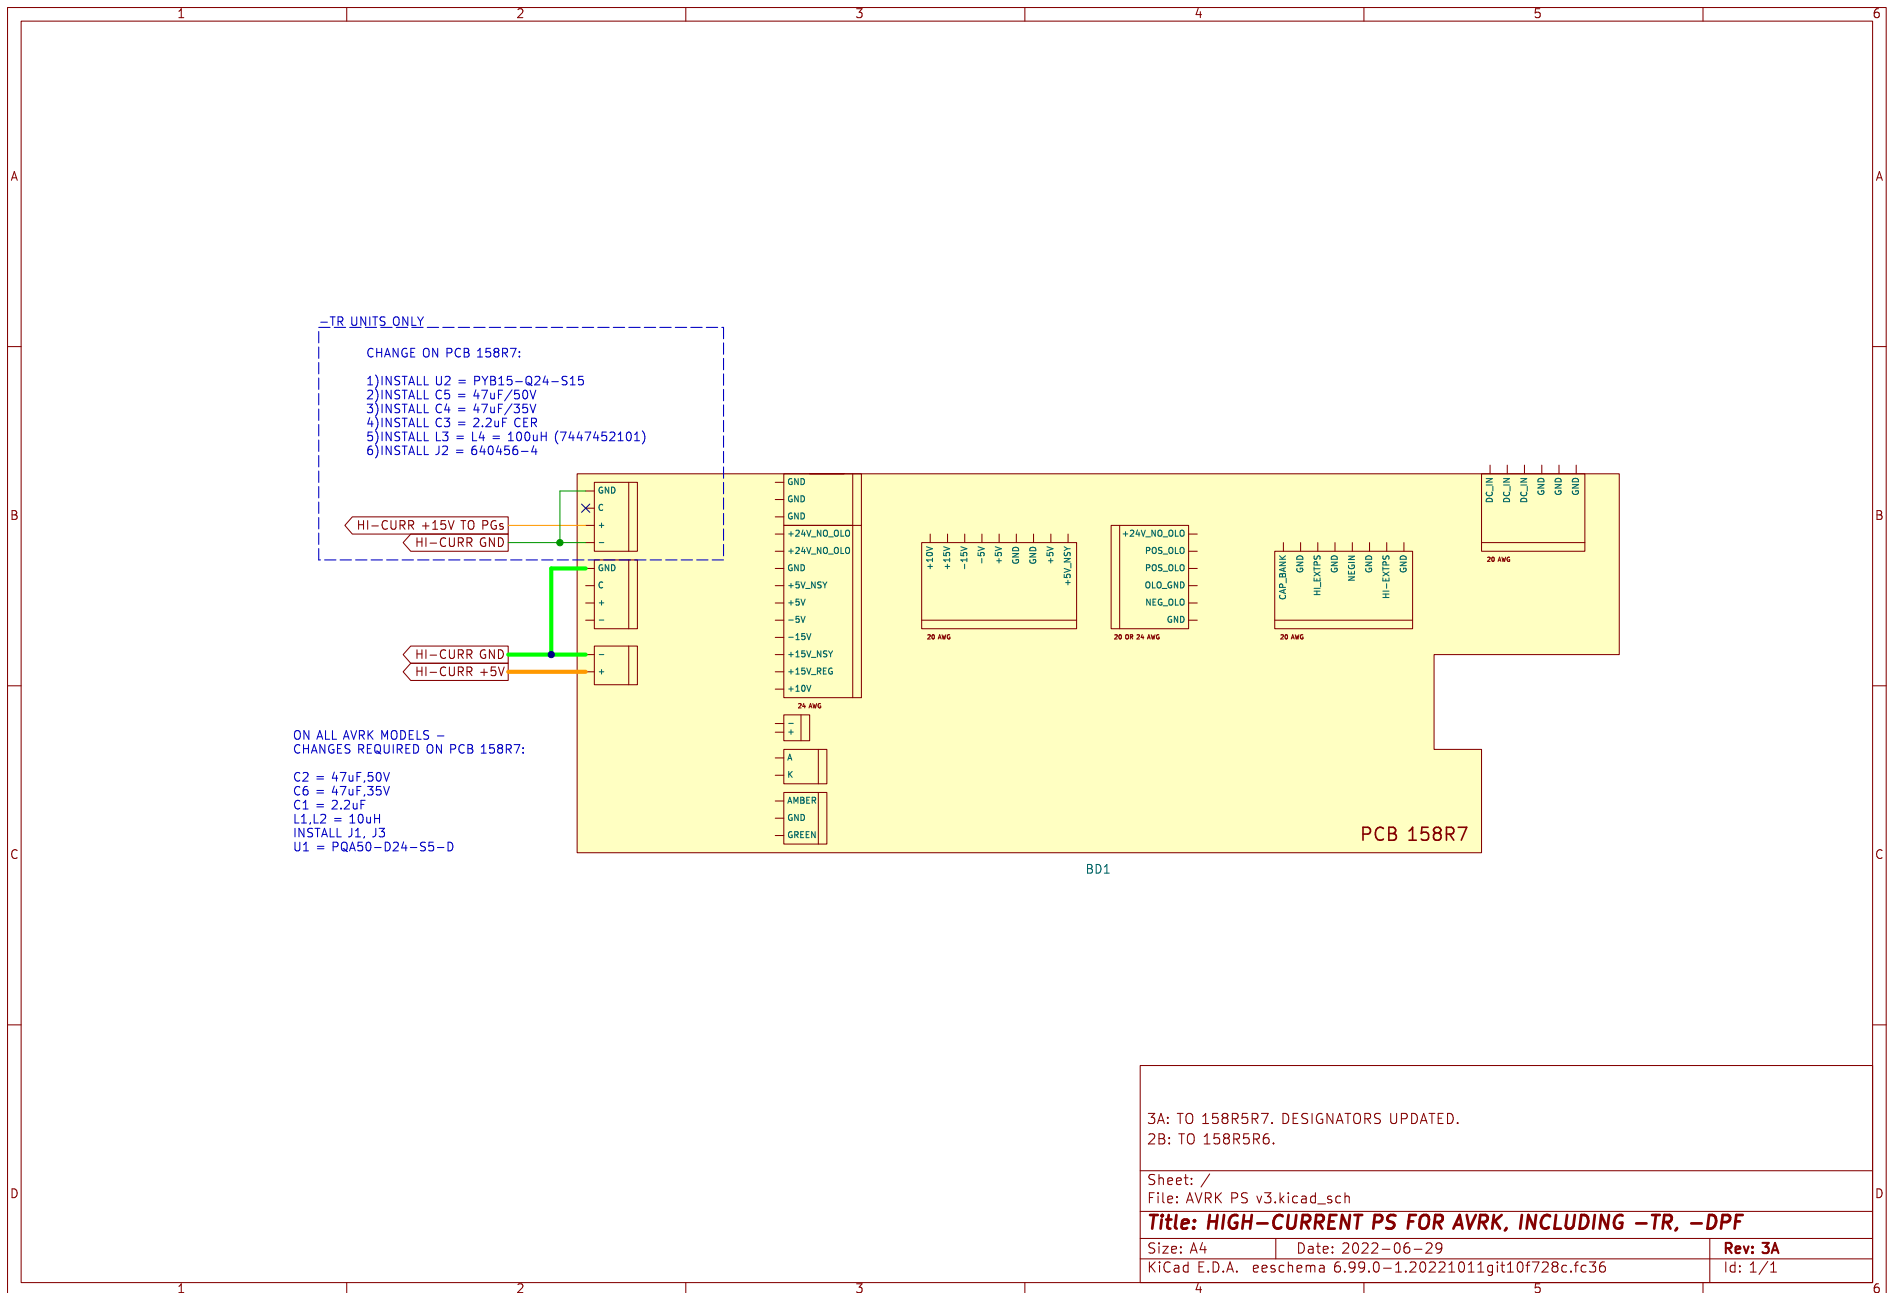 1 2 3 4 5 6
A A
-TR UNITS ONLY
CHANGE ON PCB 158R7:
1)INSTALL U2 = PYB15-Q24-S15
2)INSTALL C5 = 47uF/50V
3)INSTALL C4 = 47uF/35V
4)INSTALL C3 = 2.2uF CER
5)INSTALL L3 = L4 = 100uH (7447452101)
6)INSTALL J2 = 640456-4
B B
HI-CURR +15V TO PGs
HI-CURR GND
GND
C
+
-
GND
C
+
-
HI-CURR GND
HI-CURR +5V
-
+
GND
GND
GND
+24V_NO_OLO
+24V_NO_OLO
GND
+5V_NSY
+5V
-5V
-15V
+15V_NSY
+15V_REG
+10V
24 AWG
-
+
A
K
AMBER
GND
GREEN
+10V
+15V
-15V
-5V
+5V
GND
GND
+5V
+5V_NSY
20 AWG
+24V_NO_OLO
POS_OLO
POS_OLO
OLO_GND
NEG_OLO
GND
20 OR 24 AWG
CAP_BANK
GND
HI_EXTPS
GND
NEGIN
GND
HI-EXTPS
GND
20 AWG
DC_IN
DC_IN
DC_IN
GND
GND
GND
20 AWG
ON ALL AVRK MODELS -
CHANGES REQUIRED ON PCB 158R7:
C2 = 47uF,50V
C6 = 47uF,35V
C1 = 2.2uF
L1,L2 = 10uH
INSTALL J1, J3
U1 = PQA50-D24-S5-D
PCB 158R7
C C
BD1
3A: TO 158R5R7. DESIGNATORS UPDATED.
2B: TO 158R5R6.
D D
Sheet: /
File: AVRK PS v3.kicad_sch
Title: HIGH-CURRENT PS FOR AVRK, INCLUDING -TR, -DPF
Size: A4 Date: 2022-06-29 Rev: 3A
KiCad E.D.A. eeschema 6.99.0-1.20221011git10f728c.fc36 Id: 1/1
1 2 3 4 5 6